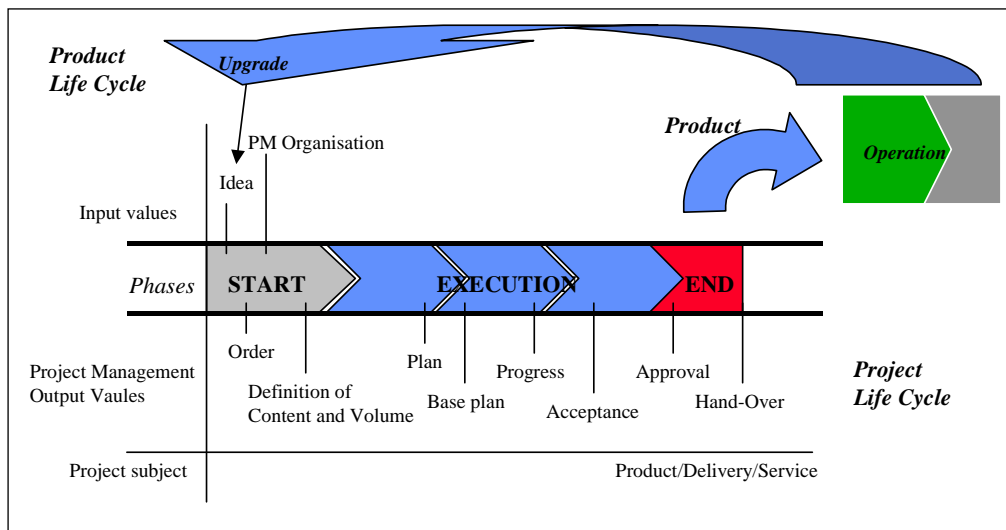 Product
Life Cycle
Upgrade
Product
Operation
PM Organisation
Idea
Input values
Phases
START
EXECUTION
END
Order
Plan
Progress
Approval
Project Management
Output Vaules
Definition of
Content and Volume
Base plan
Acceptance
Hand-Over
Project
Life Cycle
Project subject
Product/Delivery/Service